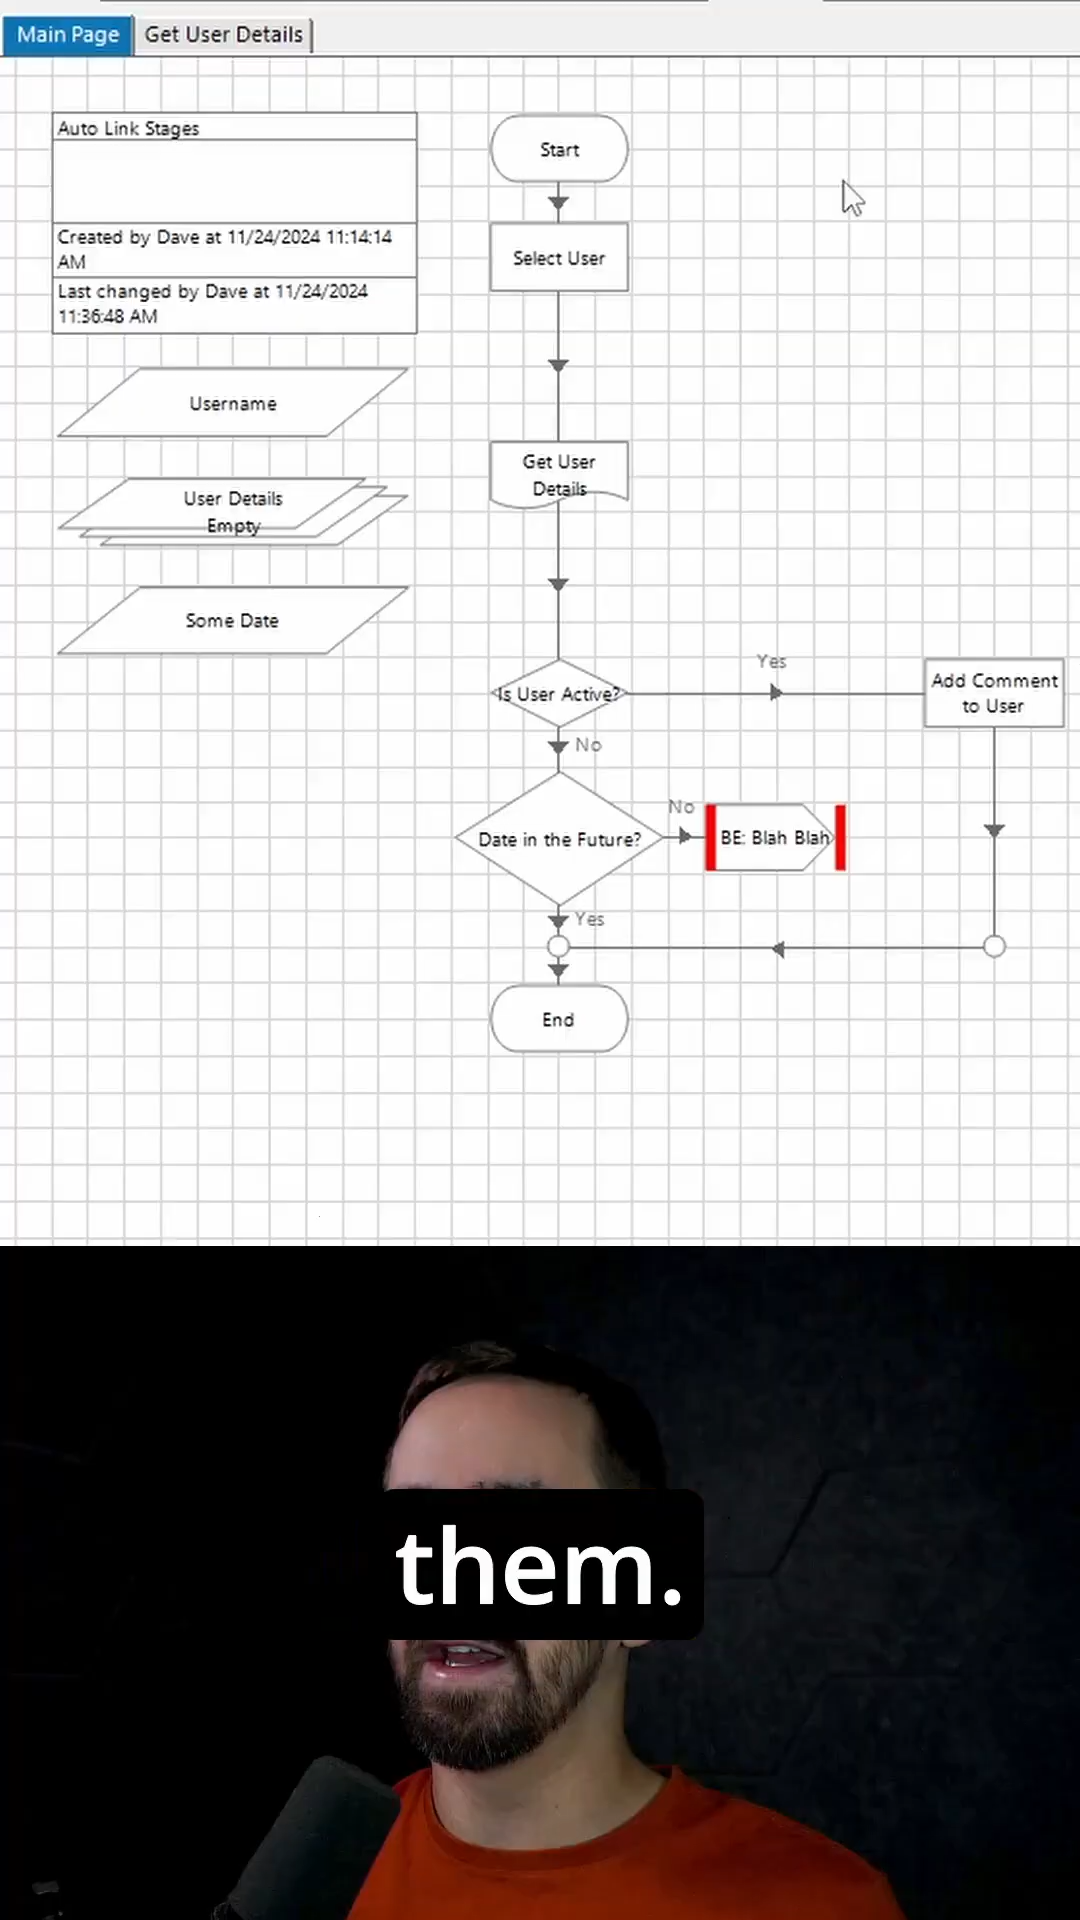 Main Page
Get User Details
Auto Link Stages
Created by Dave at 11/24/2024 11:14:14
AM
Last changed by Dave at 11/24/2024
11:36:48 AM
Username
User Details
Empty
Some Date
Start
Select User
Get User
Details
Is User Active?
Yes
Add Comment
to User
No
Date in the Future?
No
BE: Blah Blah
Yes
End
them.